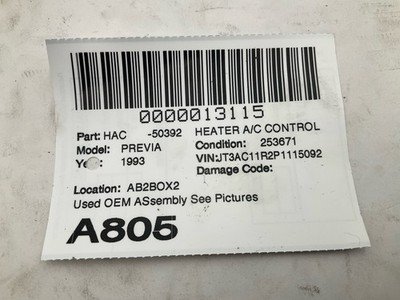 0000013115
Part: HAC -50392 HEATER A/C CONTROL
Model: PREVIA Condition: 253671
Year: 1993 VIN:JT3AC11R2P1115092
Damage Code:
Location: AB2BOX2
Used OEM ASsembly See Pictures
A805